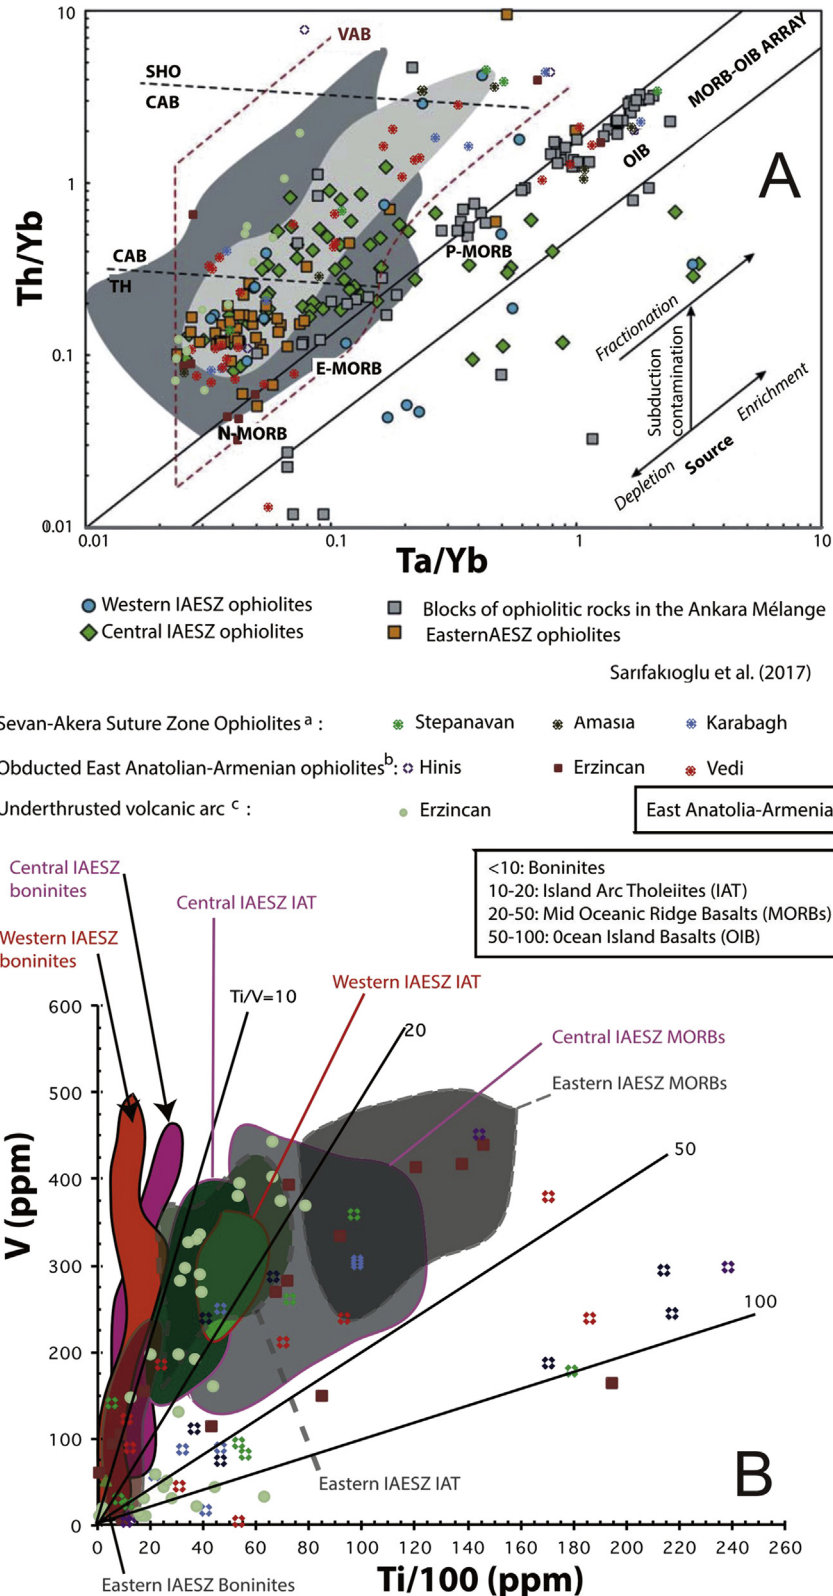 10
VAB
SHO
CAB
MORB-OIB ARRAY
OIB
A
1
P-MORB
CAB
TH
Th/Yb
Fractionation
Subduction
contamination
0.1
E-MORB
N-MORB
Enrichment
Source
Depletion
0.01
0.01
0.1
1
10
Ta/Yb
Western IAESZ ophiolites
Blocks of ophiolitic rocks in the Ankara Mélange
Central IAESZ ophiolites
EasternAESZ ophiolites
Sarıfakıoglu et al. (2017)
Sevan-Akera Suture Zone Ophiolites a :
Stepanavan
Amasıa
Karabagh
Obducted East Anatolian-Armenian ophiolites b :
Hinis
Erzincan
Vedi
Underthrusted volcanic arc c :
Erzincan
East Anatolia-Armenia
Central IAESZ
boninites
<10: Boninites
10-20: Island Arc Tholeiites (IAT)
20-50: Mid Oceanic Ridge Basalts (MORBs)
50-100: 0cean Island Basalts (OIB)
Central IAESZ IAT
Western IAESZ
boninites
Western IAESZ IAT
Ti/V=10
20
Central IAESZ MORBs
Eastern IAESZ MORBs
600
500
400
300
200
100
0
V (ppm)
50
100
Eastern IAESZ IAT
B
0 20 40 60 80 100 120 140 160 180 200 220 240 260
Ti/100 (ppm)
Eastern IAESZ Boninites